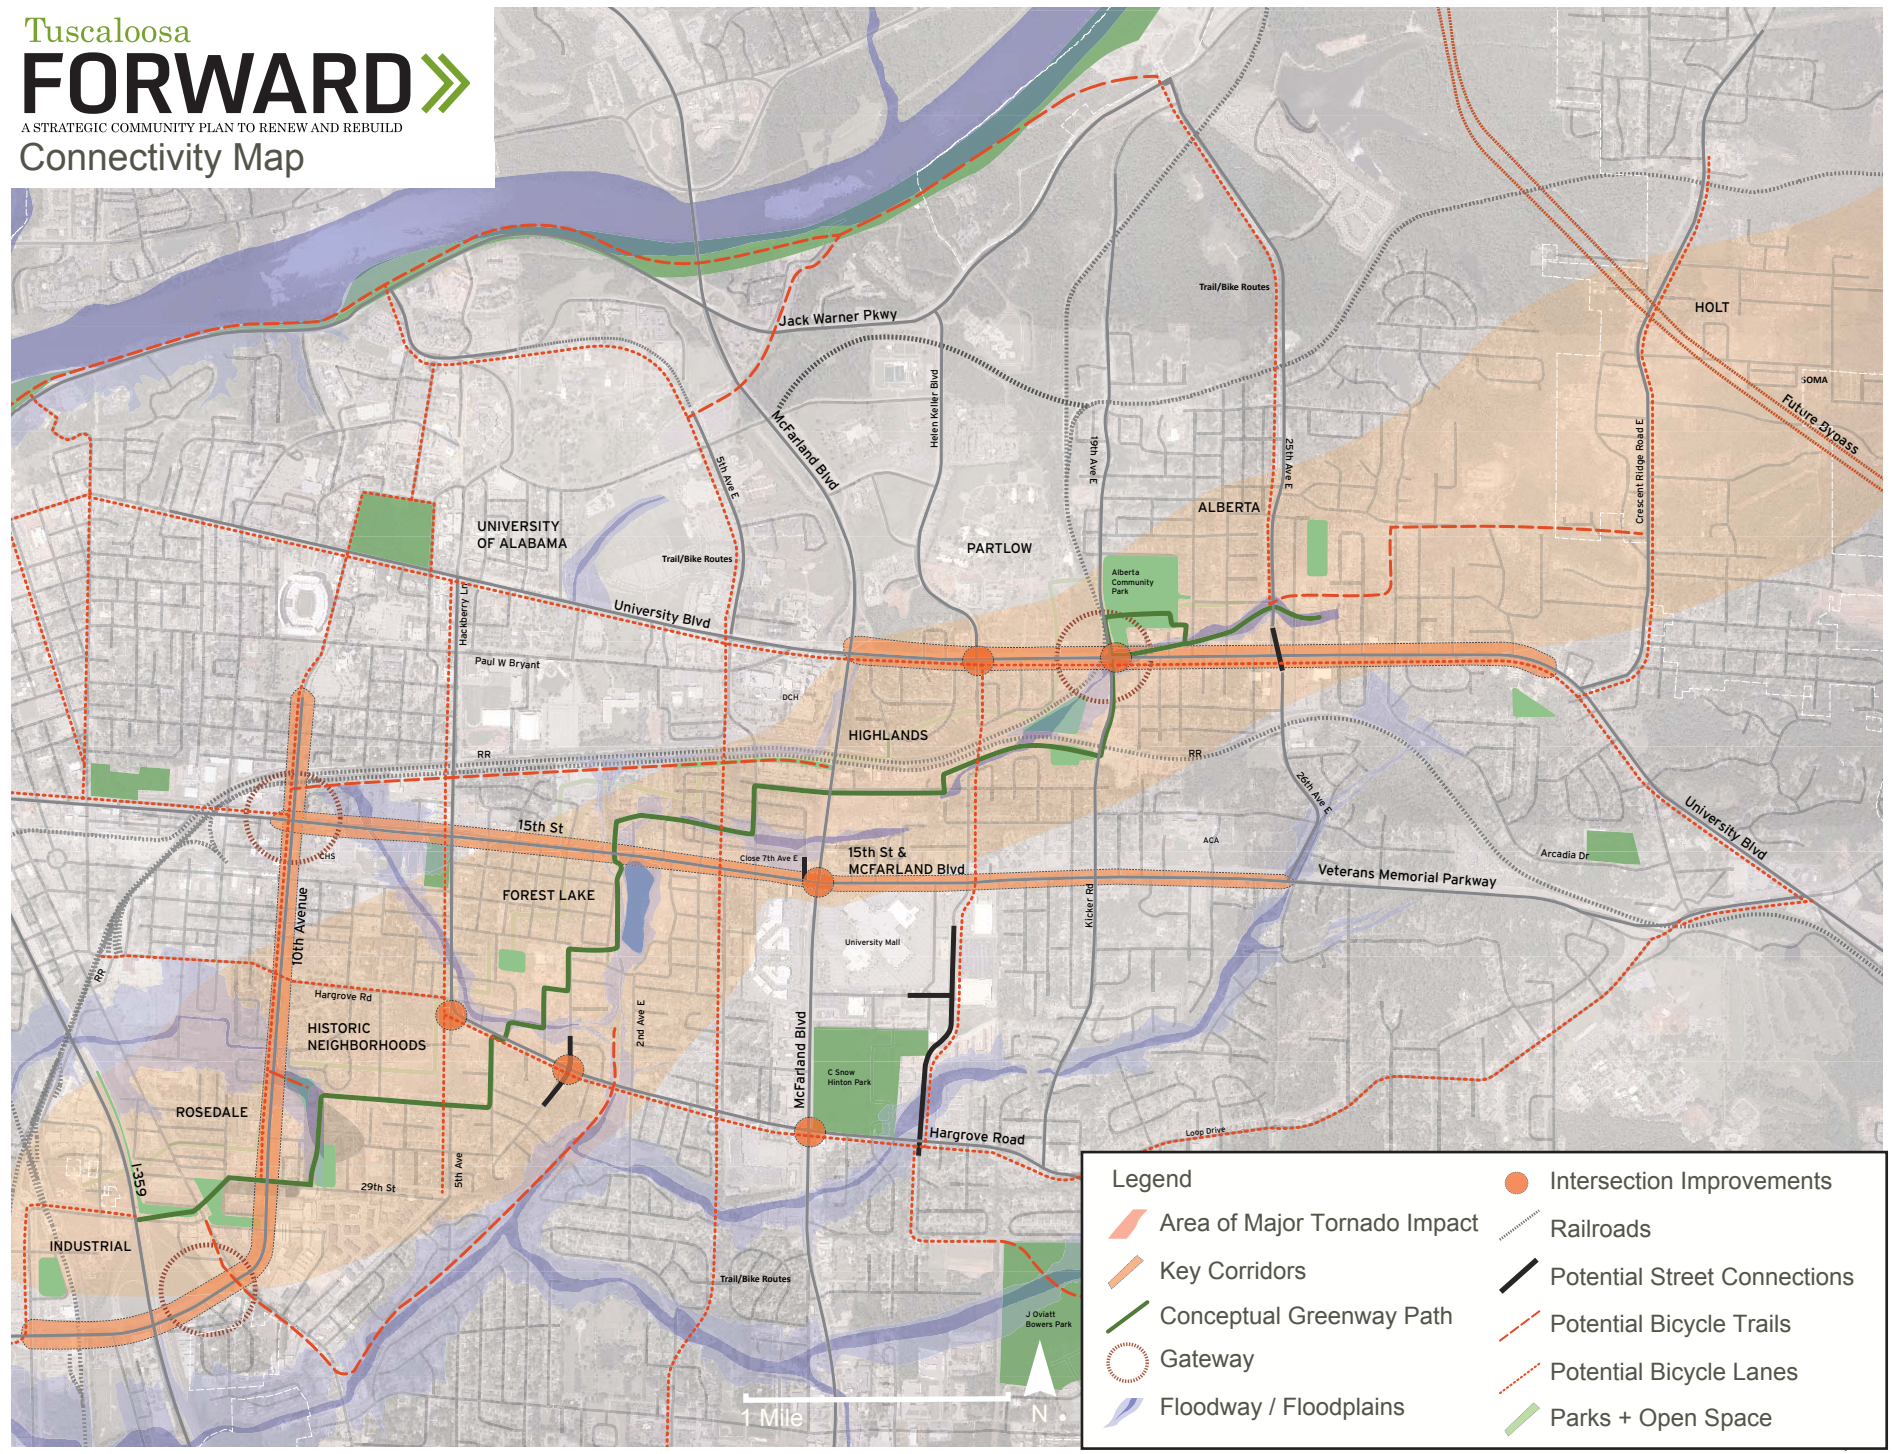 Tuscaloosa
FORWARD
A STRATEGIC COMMUNITY PLAN TO RENEW AND REBUILD
Connectivity Map
Jack Warner Pkwy
Trail/Bike Routes
HOLT
SOMA
Future Bypass
McFarland Blvd
Helen Keller Blvd
19th Ave E
25th Ave E
Crescent Ridge Road E
5th Ave E
UNIVERSITY
OF ALABAMA
ALBERTA
PARTLOW
Trail/Bike Routes
Alberta
Community
Park
Hackberry Ln
University Blvd
Paul W Bryant
DCH
HIGHLANDS
RR
RR
26th Ave E
University Blvd
15th St
CHS
Close 7th Ave E
15th St &
MCFARLAND Blvd
ACA
Arcadia Dr
Veterans Memorial Parkway
FOREST LAKE
10th Avenue
Kicker Rd
University Mall
RR
Hargrove Rd
HISTORIC
NEIGHBORHOODS
2nd Ave E
McFarland Blvd
C Snow
Hinton Park
ROSEDALE
Hargrove Road
Loop Drive
I-359
5th Ave
29th St
INDUSTRIAL
Trail/Bike Routes
J Oviatt
Bowers Park
1 Mile
N
Legend
Area of Major Tornado Impact
Key Corridors
Conceptual Greenway Path
Gateway
Floodway / Floodplains
Intersection Improvements
Railroads
Potential Street Connections
Potential Bicycle Trails
Potential Bicycle Lanes
Parks + Open Space